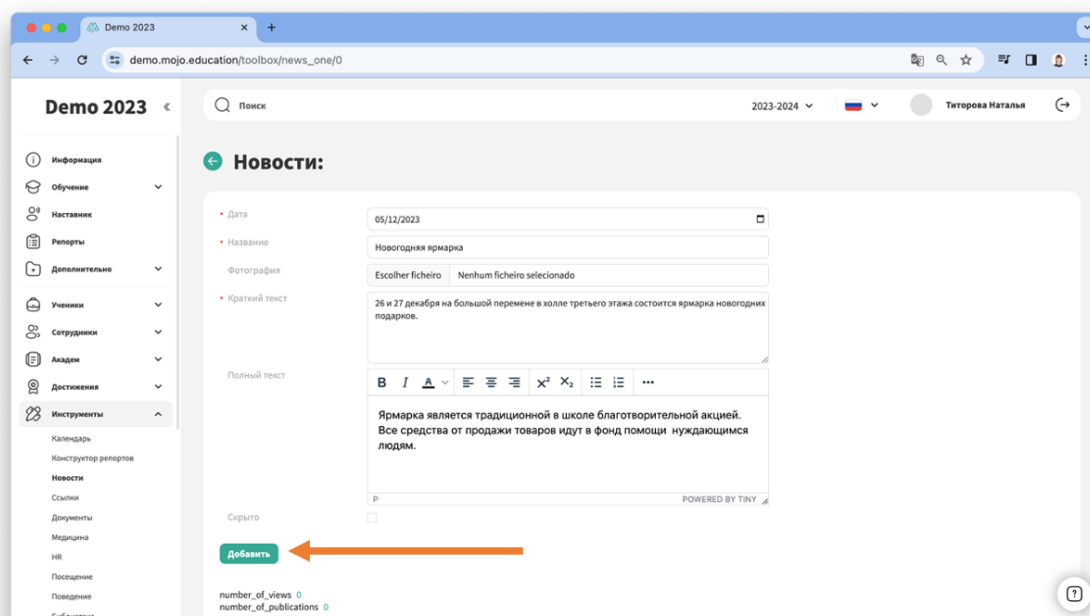 Demo 2023
demo.mojo.education/toolbox/news_one/0
Demo 2023
Поиск
2023-2024
Титорова Наталья
Информация
Обучение
Наставник
Репорты
Дополнительно
Ученики
Сотрудники
Академ
Достижения
Инструменты
Календарь
Конструктор репортов
Новости
Ссылки
Документы
Медицина
HR
Посещение
Поведение
Библиотека
Новости:
• Дата
05/12/2023
• Название
Новогодняя ярмарка
Фотография
Escolher ficheiro Nenhum ficheiro selecionado
• Краткий текст
26 и 27 декабря на большой перемене в холле третьего этажа состоится ярмарка новогодних
подарков.
Полный текст
B I A X² X₂ •••
Ярмарка является традиционной в школе благотворительной акцией.
Все средства от продажи товаров идут в фонд помощи нуждающимся
людям.
P POWERED BY TINY
Скрыто
Добавить
number_of_views 0
number_of_publications 0